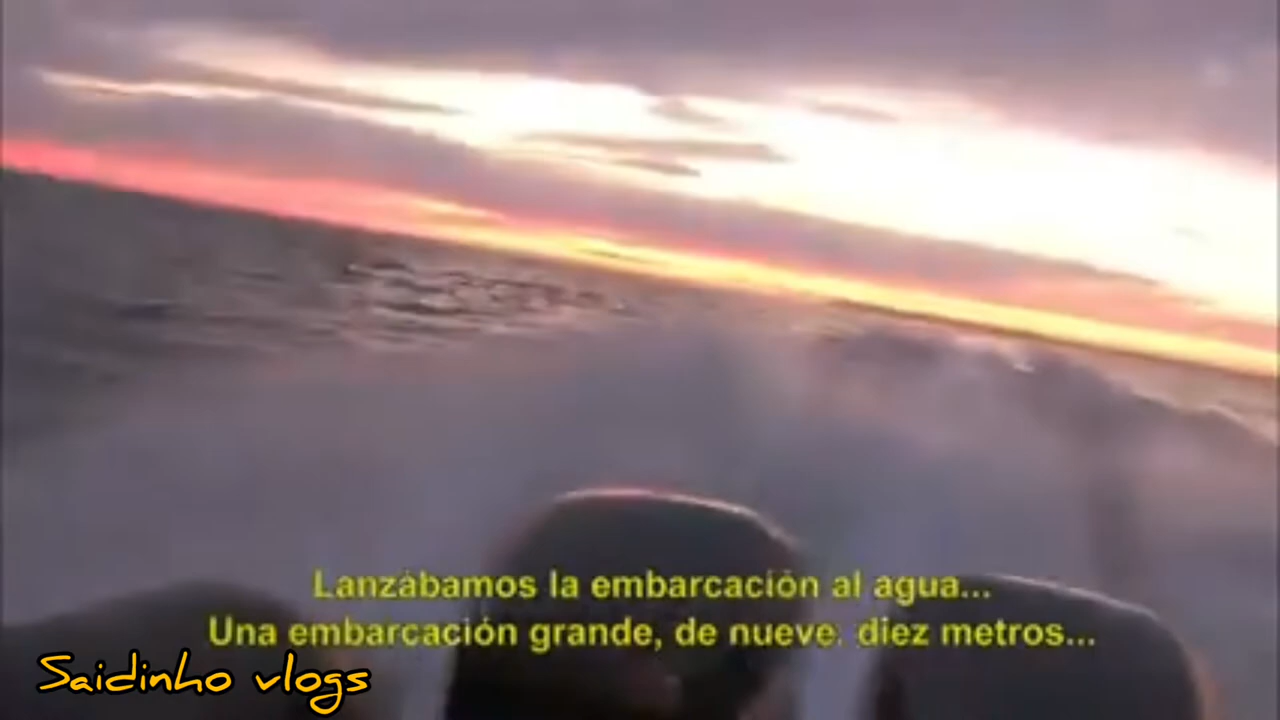 Lanzábamos la embarcación al agua...
Una embarcación grande, de nueve. diez metros...
Saidinho vlogs